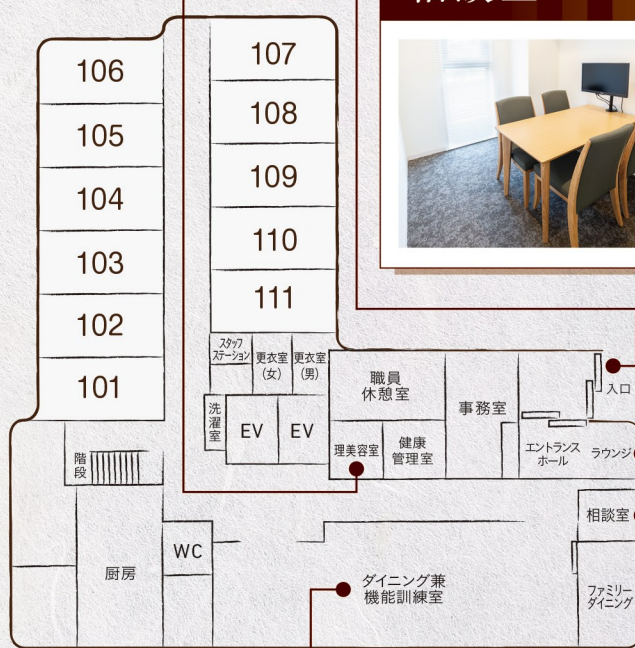 106
105
104
103
102
101
107
108
109
110
111
スタッフ
ステーション
更衣室
(女)
更衣室
(男)
洗濯室
EV
EV
職員
休憩室
理美容室
健康
管理室
事務室
入口
エントランス
ホール
ラウンジ
階段
厨房
WC
ダイニング兼
機能訓練室
相談室
ファミリー
ダイニング